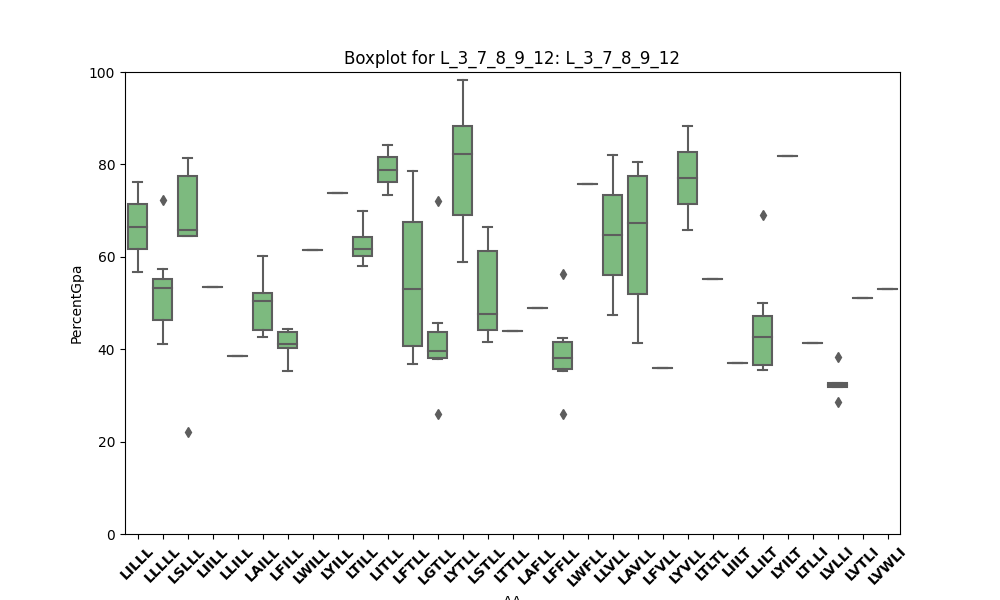 Boxplot for L_3_7_8_9_12: L_3_7_8_9_12
100
80
60
40
20
0
PercentGpa
LILLL
LLLLL
LSLLL
LIILL
LLILL
LAILL
LFILL
LWILL
LYILL
LTILL
LITLL
LFTLL
LGTLL
LYTLL
LSTLL
LTTLL
LAFLL
LFFLL
LWFLL
LLVLL
LAVLL
LFVLL
LYVLL
LTLTL
LIILT
LLILT
LYILT
LTLLI
LVLLI
LVTLI
LVWLI
AA